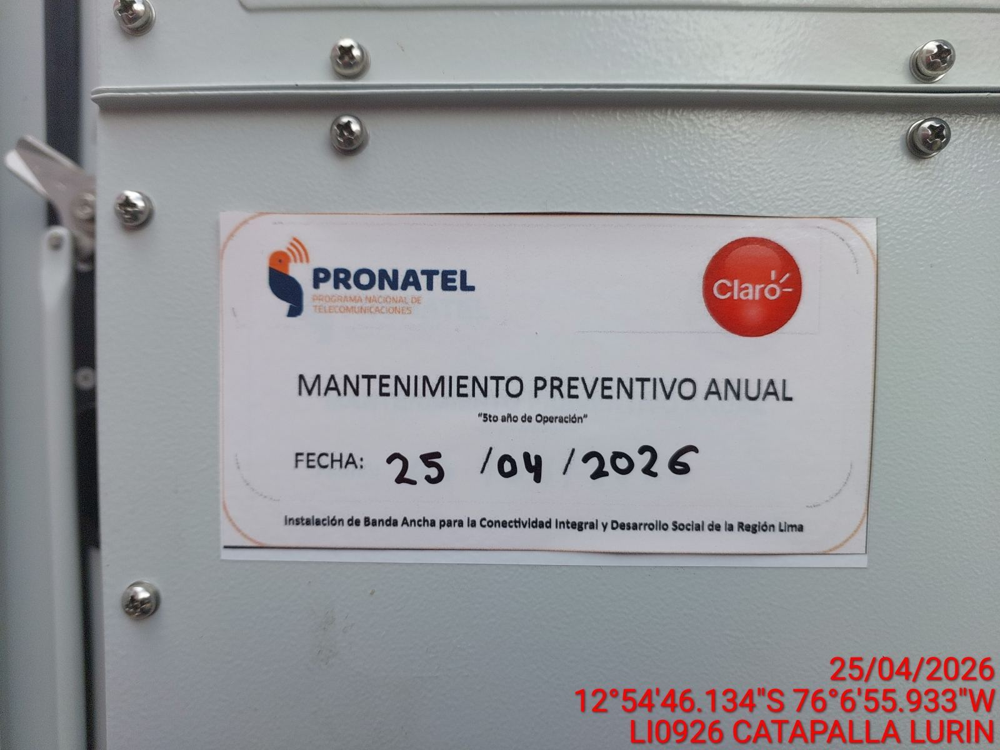 PRONATEL
PROGRAMA NACIONAL DE
TELECOMUNICACIONES
Claro
MANTENIMIENTO PREVENTIVO ANUAL
"5to año de Operación"
FECHA: 25 /04 /2026
Instalación de Banda Ancha para la Conectividad Integral y Desarrollo Social de la Región Lima
25/04/2026
12°54'46.134"S 76°6'55.933"W
LI0926 CATAPALLA LURIN